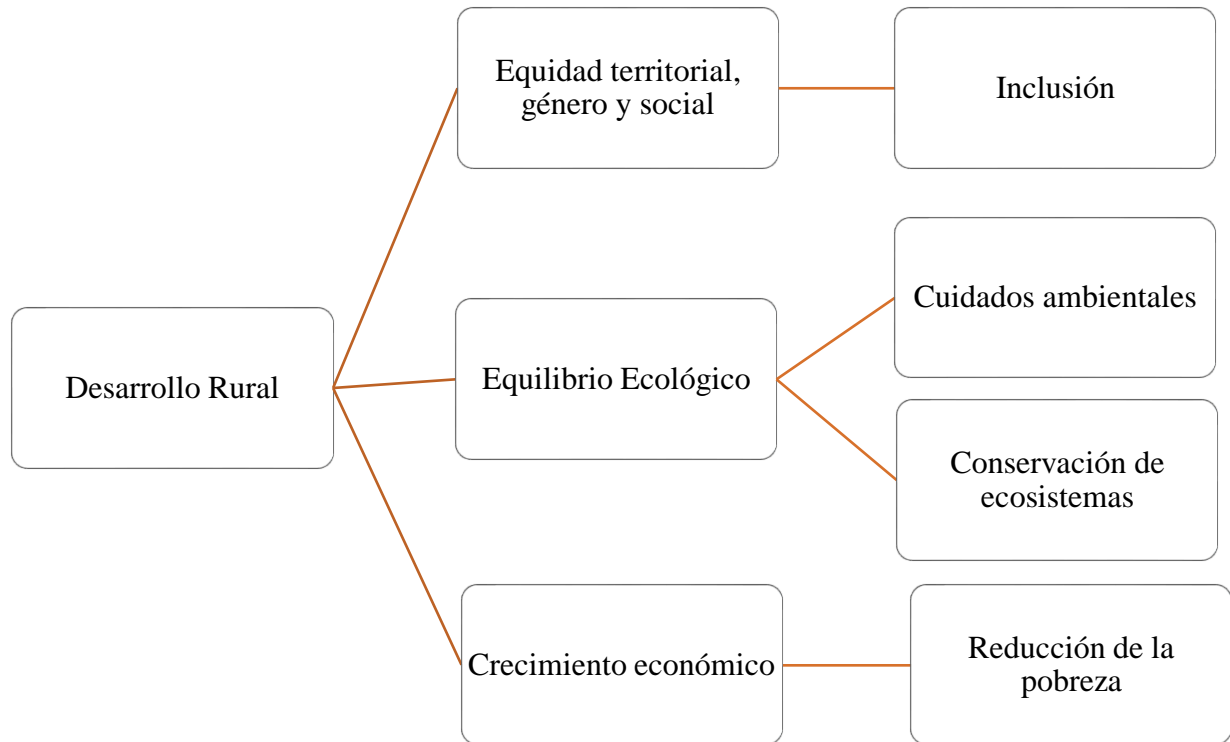 Equidad territorial,
género y social
Inclusión
Cuidados ambientales
Desarrollo Rural
Equilibrio Ecológico
Conservación de
ecosistemas
Crecimiento económico
Reducción de la
pobreza